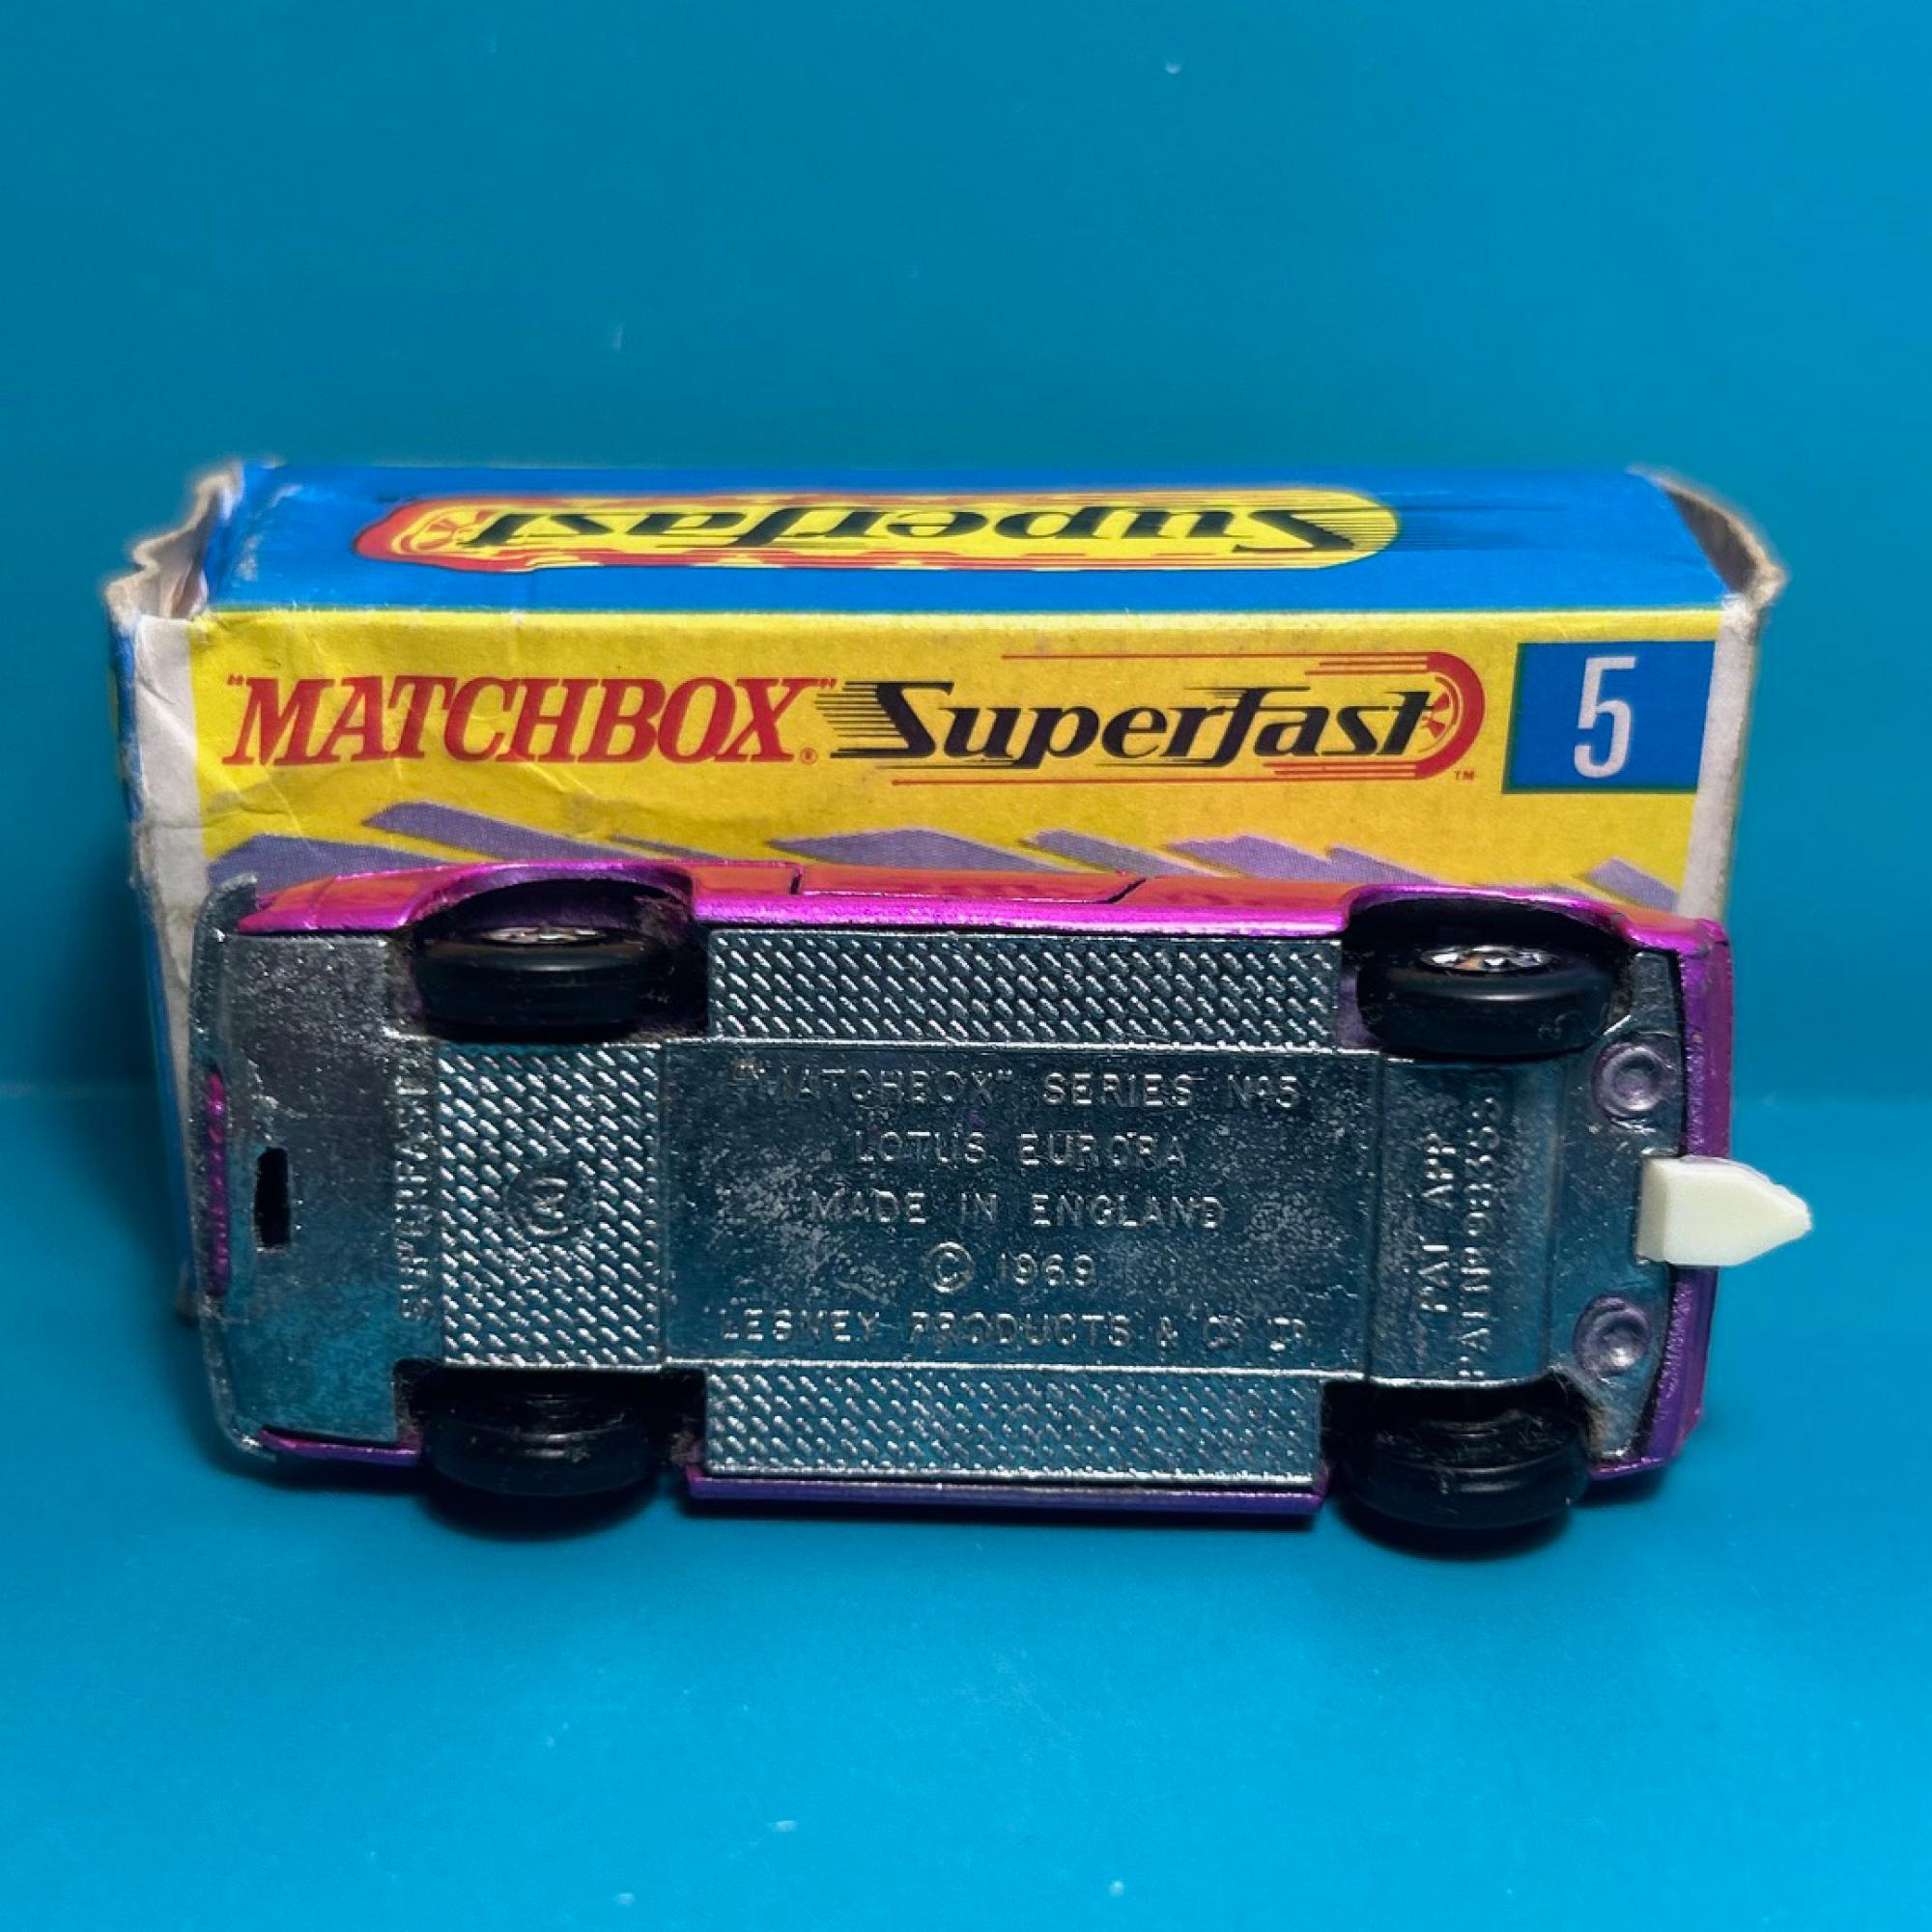 Superfast
"MATCHBOX"® Superfast™ 5
"MATCHBOX" SERIES No5
LOTUS EUROPA
MADE IN ENGLAND
© 1969
LESNEY PRODUCTS & Co LTD
SUPERFAST
PAT APP